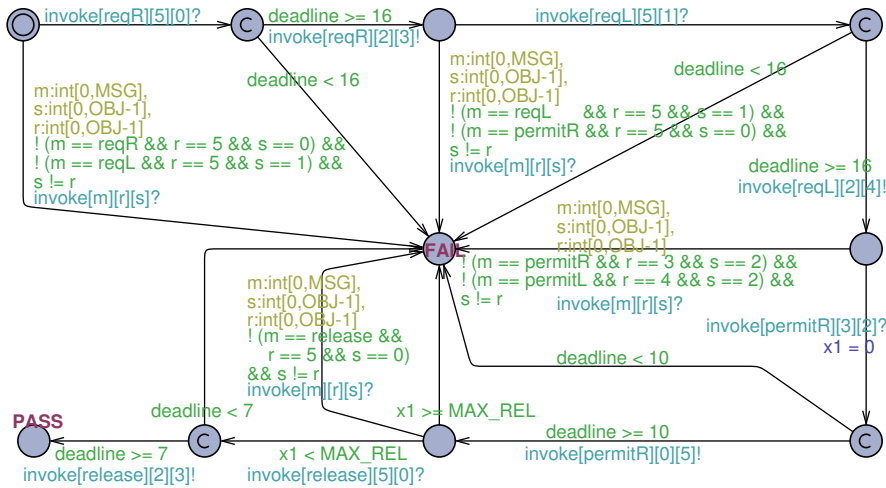 invoke[reqR][5][0]?
C
deadline >= 16
invoke[reqR][2][3]!
invoke[reqL][5][1]?
C
deadline < 16
m:int[0,MSG],
s:int[0,OBJ-1],
r:int[0,OBJ-1]
! (m == reqR && r == 5 && s == 0) &&
! (m == reqL && r == 5 && s == 1) &&
s != r
invoke[m][r][s]?
m:int[0,MSG],
s:int[0,OBJ-1],
r:int[0,OBJ-1]
! (m == reqL && r == 5 && s == 1) &&
! (m == permitR && r == 5 && s == 0) &&
s != r
invoke[m][r][s]?
deadline < 16
deadline >= 16
invoke[reqL][2][4]!
FAIL
m:int[0,MSG],
s:int[0,OBJ-1],
r:int[0,OBJ-1]
! (m == permitR && r == 3 && s == 2) &&
! (m == permitL && r == 4 && s == 2) &&
s != r
invoke[m][r][s]?
invoke[permitR][3][2]?
x1 = 0
m:int[0,MSG],
s:int[0,OBJ-1],
r:int[0,OBJ-1]
! (m == release &&
r == 5 && s == 0)
&& s != r
invoke[m][r][s]?
deadline < 10
deadline < 7
x1 >= MAX_REL
PASS
deadline >= 7
invoke[release][2][3]!
C
x1 < MAX_REL
invoke[release][5][0]?
deadline >= 10
invoke[permitR][0][5]!
C